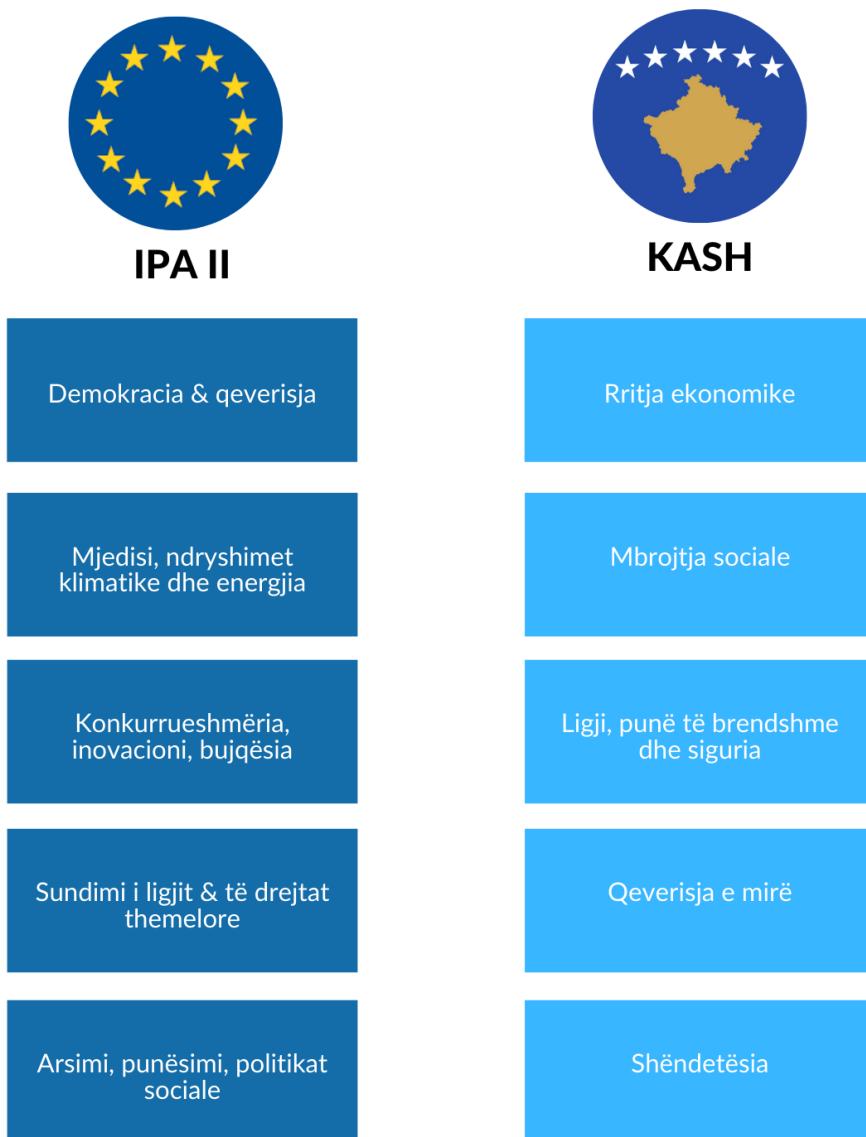 IPA II
Demokracia & qeverisja
Mjedisi, ndryshimet
klimatike dhe energjia
Konkurrueshmëria,
inovacioni, bujqësia
Sundimi i ligjit & të drejtat
themelore
Arsimi, punësimi, politikat
sociale
KASH
Rritja ekonomike
Mbrojtja sociale
Ligji, punë të brendshme
dhe siguria
Qeverisja e mirë
Shëndetësia